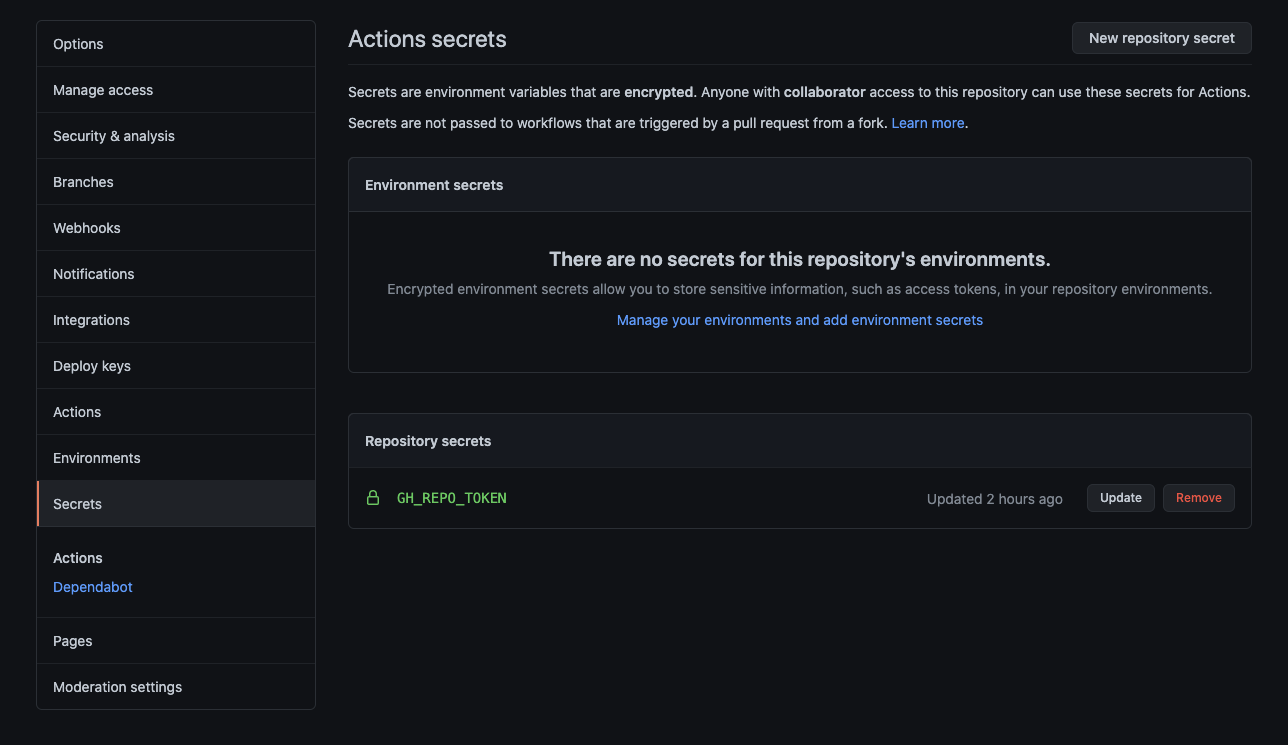 Options
Manage access
Security & analysis
Branches
Webhooks
Notifications
Integrations
Deploy keys
Actions
Environments
Secrets
Actions
Dependabot
Pages
Moderation settings
Actions secrets
New repository secret
Secrets are environment variables that are encrypted. Anyone with collaborator access to this repository can use these secrets for Actions.
Secrets are not passed to workflows that are triggered by a pull request from a fork. Learn more.
Environment secrets
There are no secrets for this repository's environments.
Encrypted environment secrets allow you to store sensitive information, such as access tokens, in your repository environments.
Manage your environments and add environment secrets
Repository secrets
GH_REPO_TOKEN
Updated 2 hours ago
Update
Remove